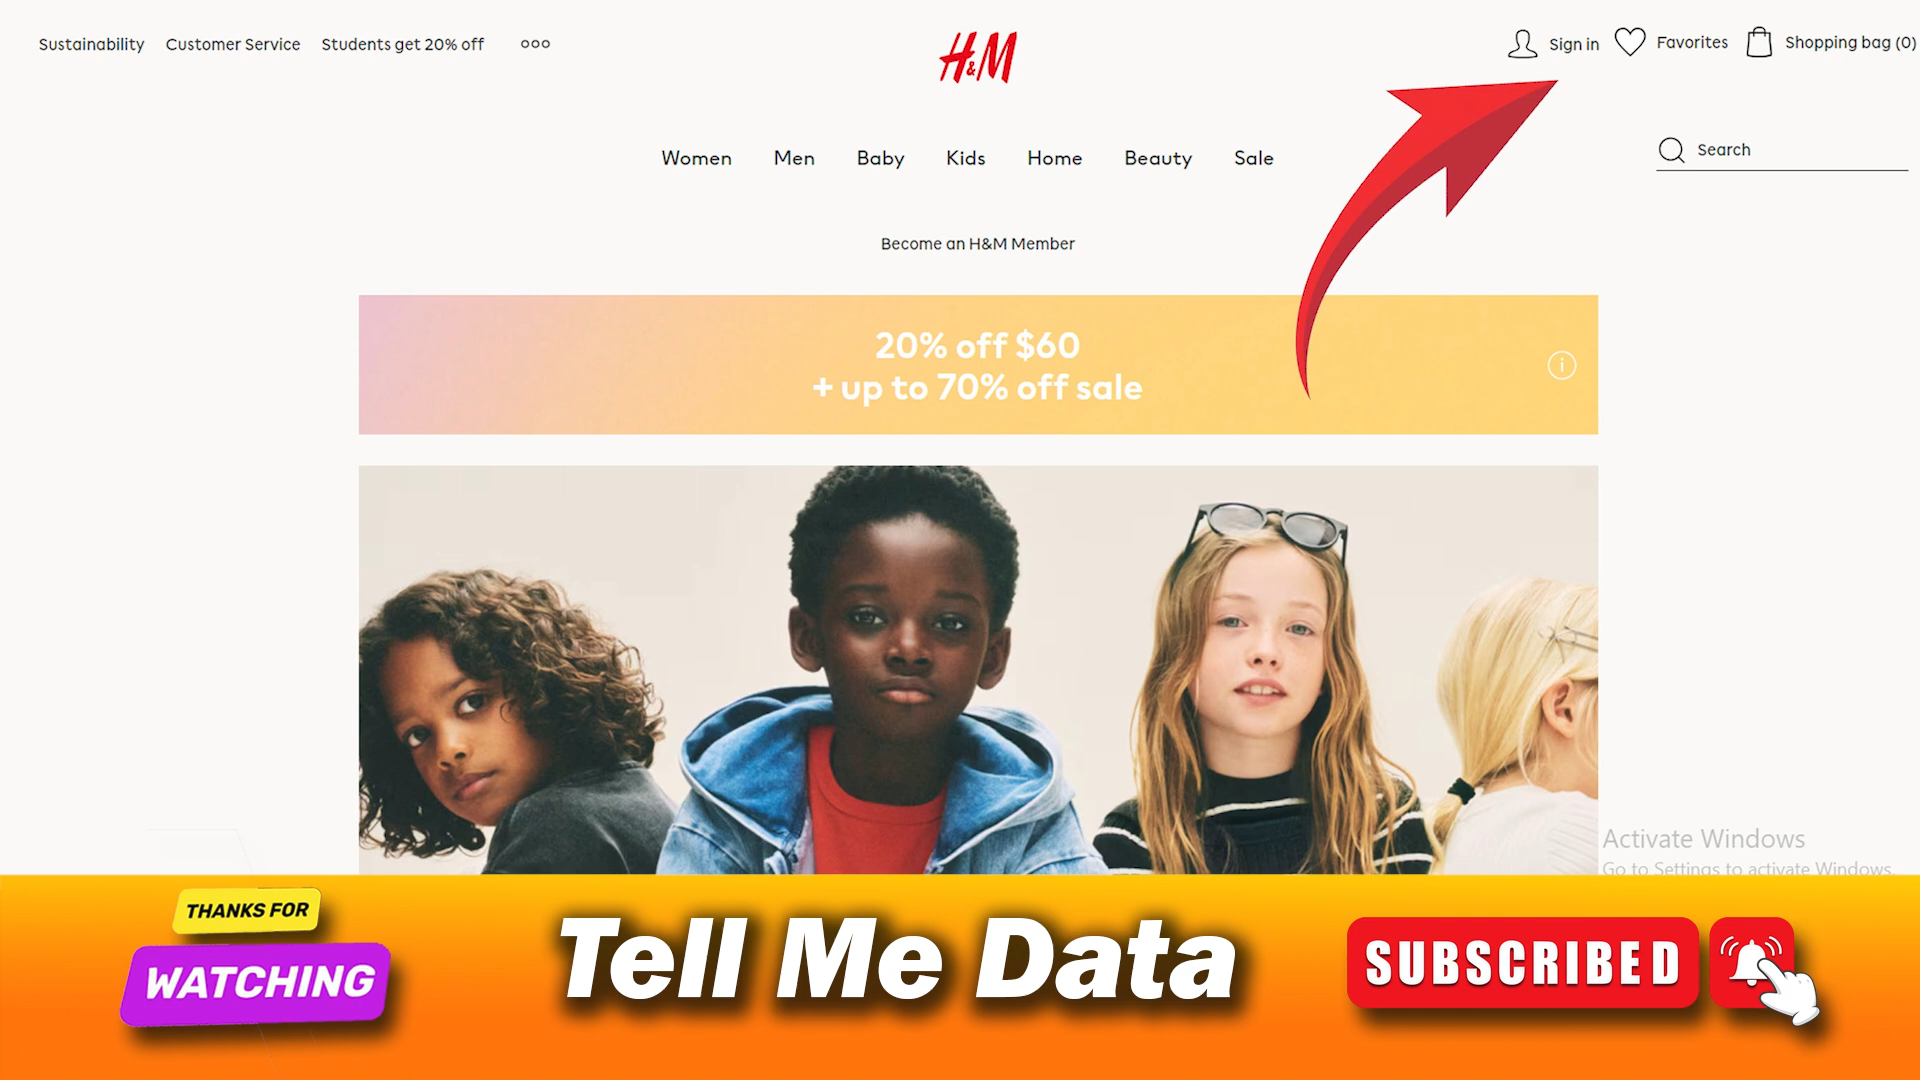 Sustainability Customer Service Students get 20% off
H&M
Sign in Favorites Shopping bag (0)
Women Men Baby Kids Home Beauty Sale
Search
Become an H&M Member
20% off $60
+ up to 70% off sale
Activate Windows
Go to Settings to activate Windows.
THANKS FOR
WATCHING
Tell Me Data
SUBSCRIBED